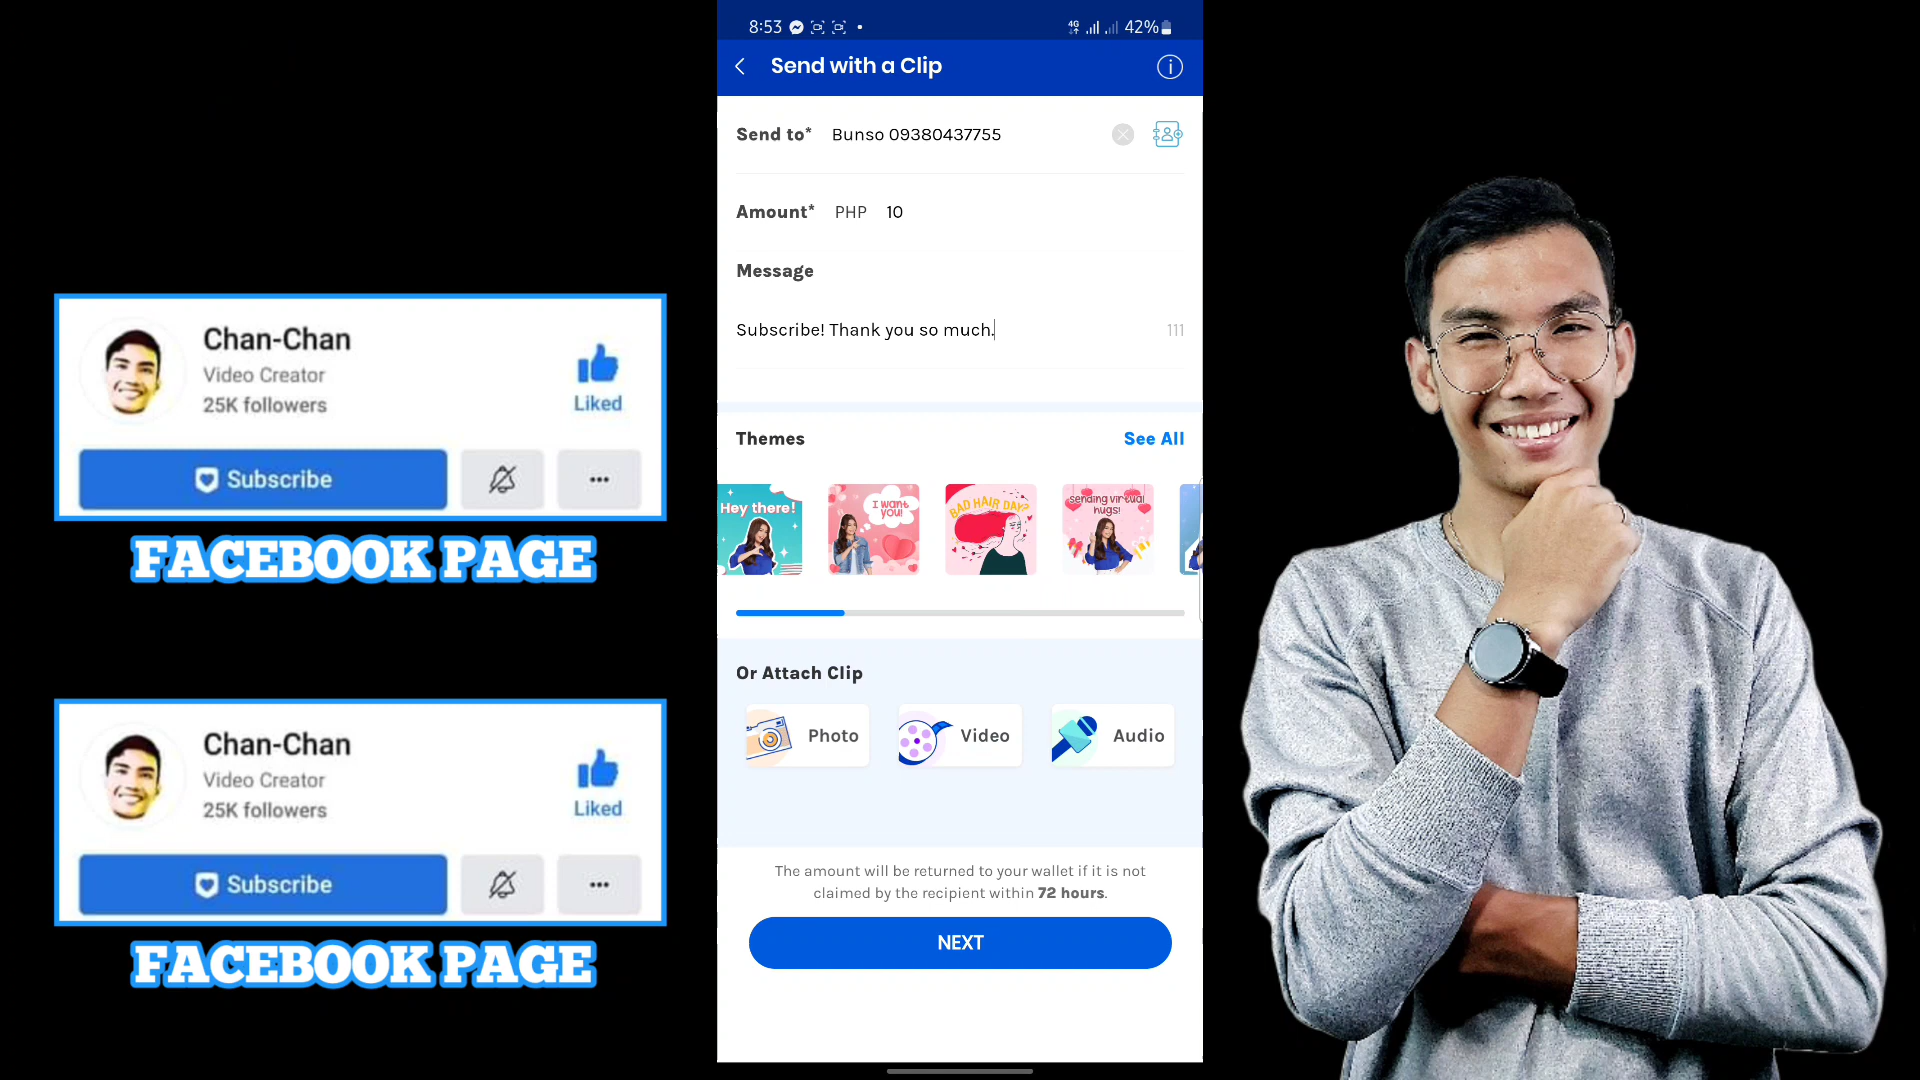 Chan-Chan
Video Creator
25K followers
Liked
Subscribe
FACEBOOK PAGE
Chan-Chan
Video Creator
25K followers
Liked
Subscribe
FACEBOOK PAGE
8:53
4G
42%
Send with a Clip
Send to* Bunso 09380437755
Amount* PHP 10
Message
Subscribe! Thank you so much. 111
Themes See All
Hey there!
I want
you!
BAD HAIR DAY?
sending virtual
hugs!
Or Attach Clip
Photo Video Audio
The amount will be returned to your wallet if it is not
claimed by the recipient within 72 hours.
NEXT